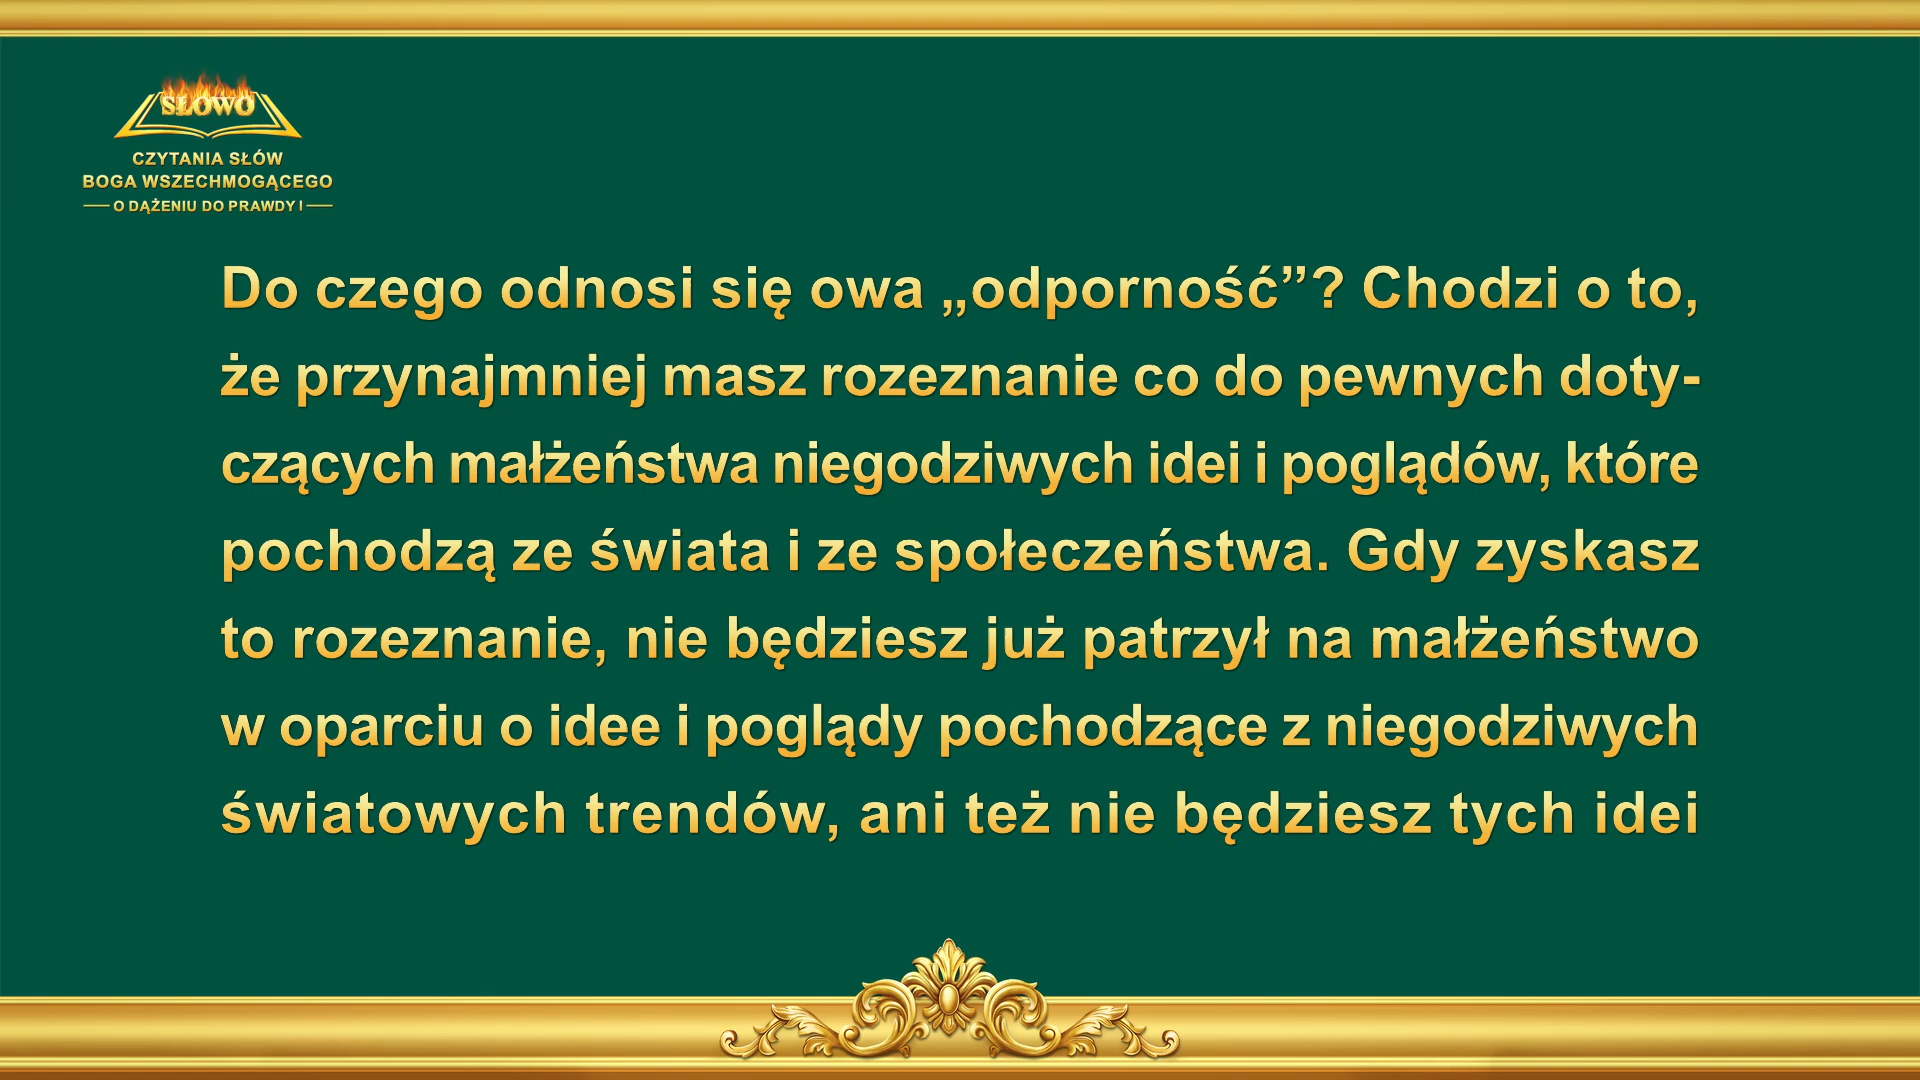 SŁOWO
CZYTANIA SŁÓW
BOGA WSZECHMOGĄCEGO
O DĄŻENIU DO PRAWDY I
Do czego odnosi się owa „odporność”? Chodzi o to,
że przynajmniej masz rozeznanie co do pewnych doty-
czących małżeństwa niegodziwych idei i poglądów, które
pochodzą ze świata i ze społeczeństwa. Gdy zyskasz
to rozeznanie, nie będziesz już patrzył na małżeństwo
w oparciu o idee i poglądy pochodzące z niegodziwych
światowych trendów, ani też nie będziesz tych idei